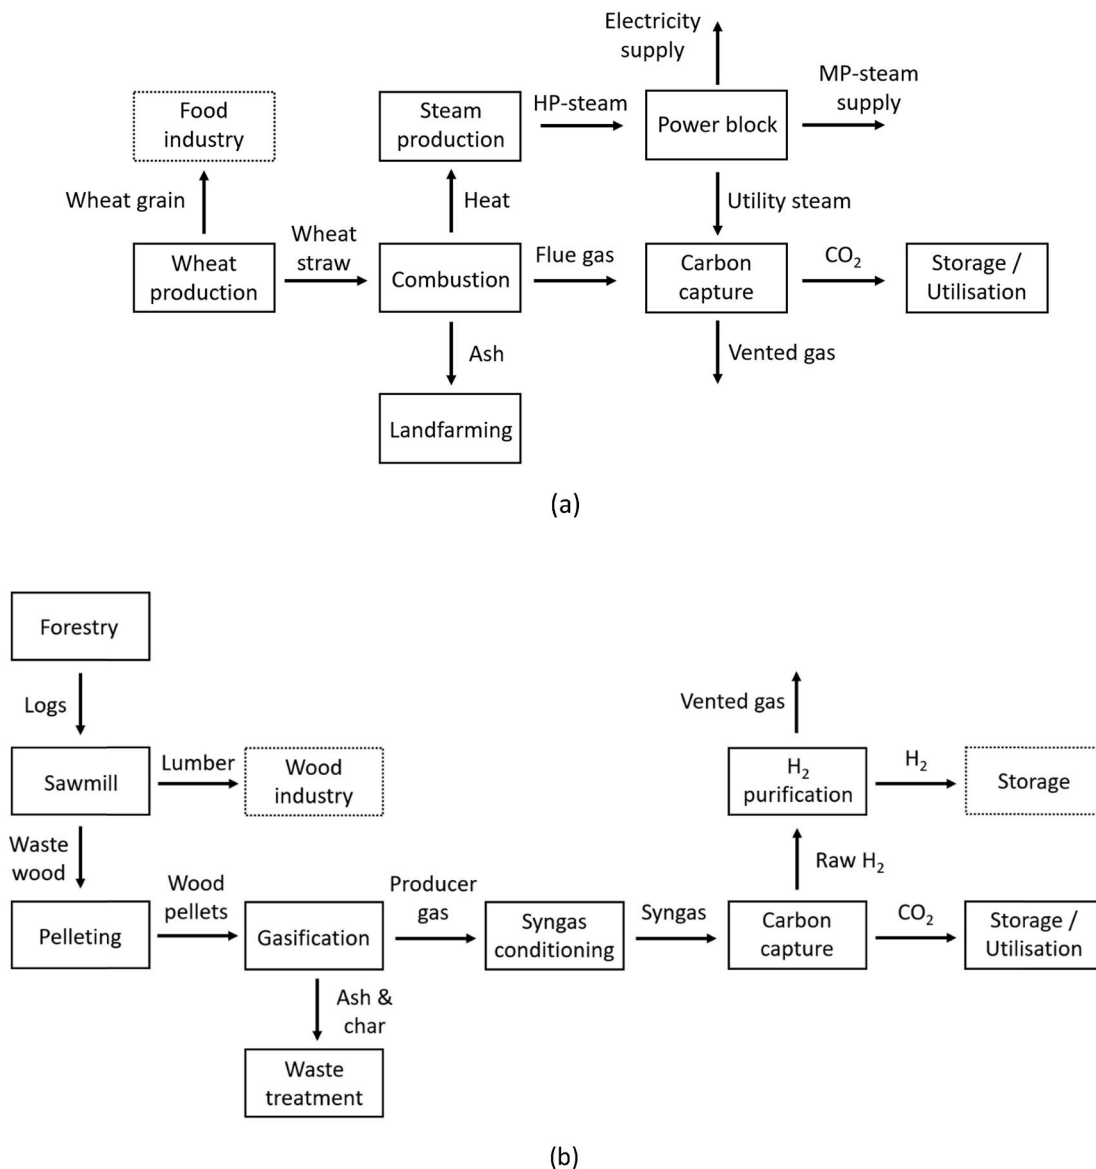 Electricity
supply
MP-steam
supply
Food
industry
Steam
production
HP-steam
Power block
Wheat grain
Heat
Utility steam
Wheat
production
Wheat
straw
Combustion
Flue gas
Carbon
capture
CO₂
Storage /
Utilisation
Ash
Vented gas
Landfarming
(a)
Forestry
Logs
Vented gas
Sawmill
Lumber
Wood
industry
H₂
purification
H₂
Storage
Waste
wood
Raw H₂
Pelleting
Wood
pellets
Gasification
Producer
gas
Syngas
conditioning
Syngas
Carbon
capture
CO₂
Storage /
Utilisation
Ash &
char
Waste
treatment
(b)